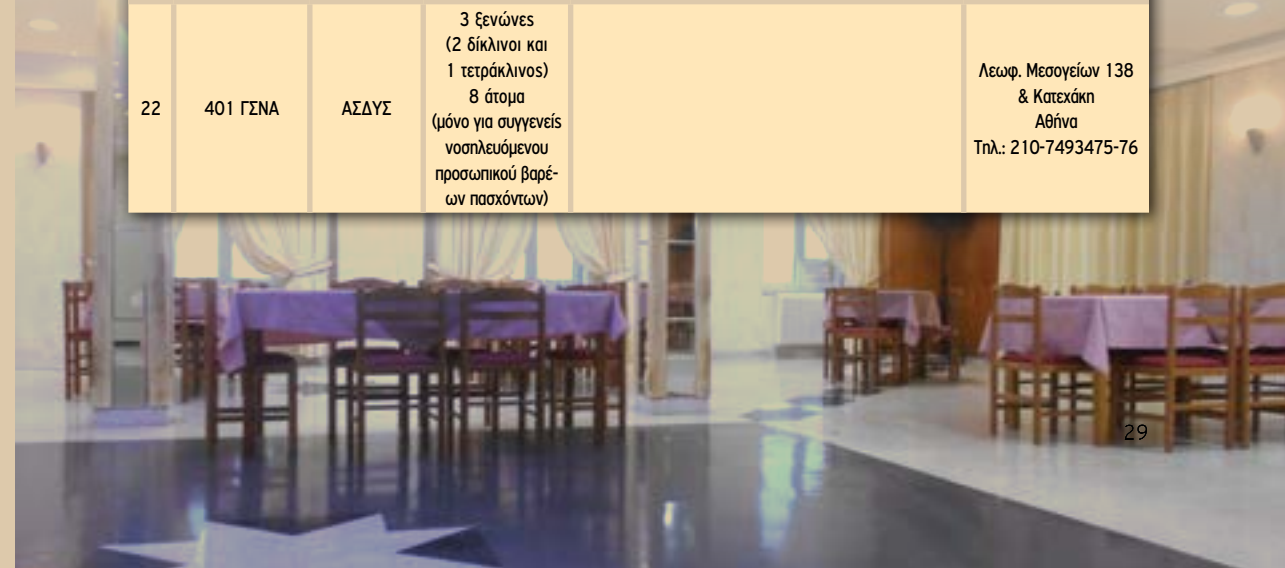 22
401 ΓΣΝΑ
ΑΣΔΥΣ
3 ξενώνες
(2 δίκλινοι και
1 τετράκλινος)
8 άτομα
(μόνο για συγγενείς
νοσηλευόμενου
προσωπικού βαρέ-
ων πασχόντων)
Λεωφ. Μεσογείων 138
& Κατεχάκη
Αθήνα
Τηλ.: 210-7493475-76
29